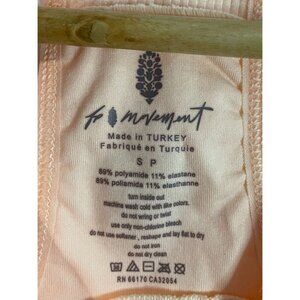 fp movement
Made in TURKEY
Fabriqué en Turquie
S P
89% polyamide 11% elastane
89% poliamida 11% elasthanne
turn inside out
machine wash cold with like colors.
do not wring or twist
use only non-chlorine bleach
do not use softener , reshape and lay flat to dry
do not iron
do not dry clean
RN 66170 CA32054